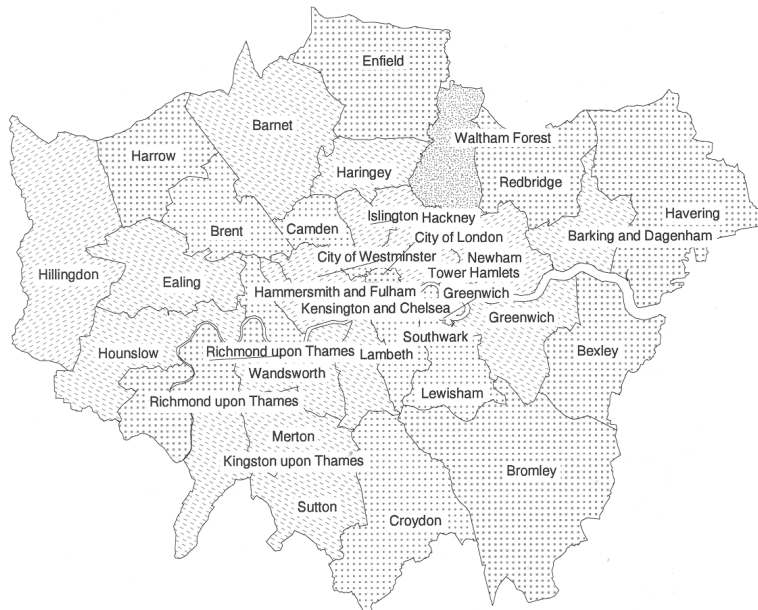 Enfield
Barnet
Waltham Forest
Harrow
Haringey
Redbridge
Islington
Hackney
Havering
Brent
Camden
City of London
Barking and Dagenham
City of Westminster
Newham
Hillingdon
Ealing
Tower Hamlets
Hammersmith and Fulham
Greenwich
Kensington and Chelsea
Greenwich
Southwark
Hounslow
Richmond upon Thames
Lambeth
Bexley
Wandsworth
Richmond upon Thames
Lewisham
Merton
Kingston upon Thames
Bromley
Sutton
Croydon